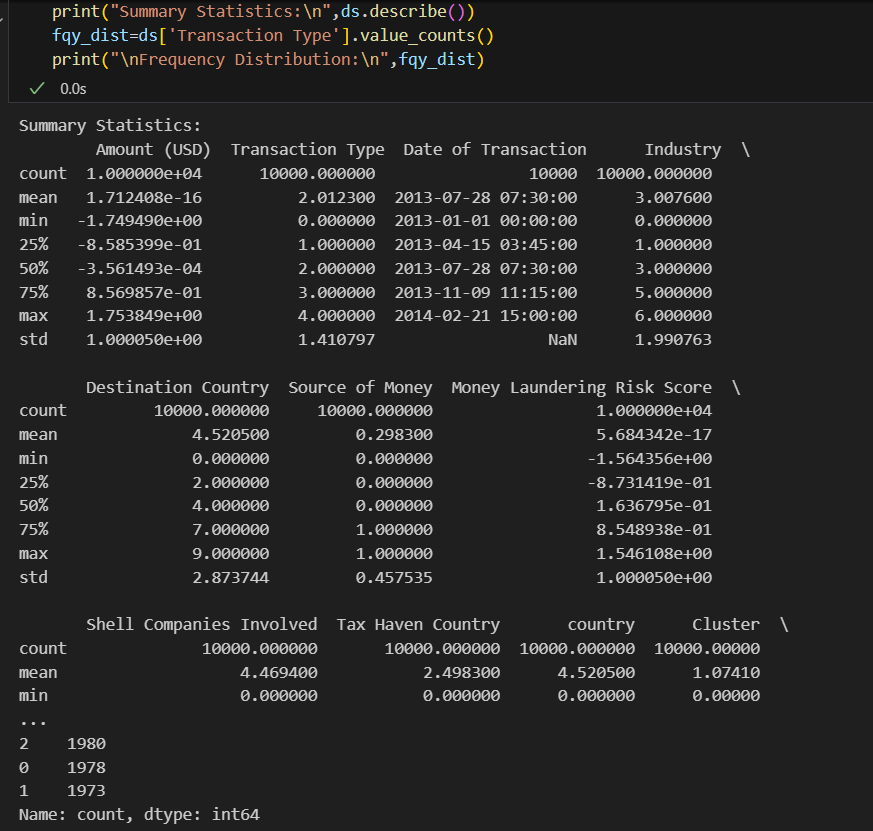 print("Summary Statistics:\n",ds.describe())
fqy_dist=ds['Transaction Type'].value_counts()
print("\nFrequency Distribution:\n",fqy_dist)
✓ 0.0s
Summary Statistics:
        Amount (USD)  Transaction Type  Date of Transaction      Industry  \
count  1.000000e+04      10000.000000                10000  10000.000000
mean   1.712408e-16          2.012300  2013-07-28 07:30:00      3.007600
min   -1.749490e+00          0.000000  2013-01-01 00:00:00      0.000000
25%   -8.585399e-01          1.000000  2013-04-15 03:45:00      1.000000
50%   -3.561493e-04          2.000000  2013-07-28 07:30:00      3.000000
75%    8.569857e-01          3.000000  2013-11-09 11:15:00      5.000000
max    1.753849e+00          4.000000  2014-02-21 15:00:00      6.000000
std    1.000050e+00          1.410797                  NaN      1.990763
       Destination Country  Source of Money  Money Laundering Risk Score  \
count         10000.000000     10000.000000                 1.000000e+04
mean              4.520500         0.298300                 5.684342e-17
min               0.000000         0.000000                -1.564356e+00
25%               2.000000         0.000000                -8.731419e-01
50%               4.000000         0.000000                 1.636795e-01
75%               7.000000         1.000000                 8.548938e-01
max               9.000000         1.000000                 1.546108e+00
std               2.873744         0.457535                 1.000050e+00
       Shell Companies Involved  Tax Haven Country       country      Cluster  \
count              10000.000000       10000.000000  10000.000000  10000.00000
mean                   4.469400           2.498300      4.520500      1.07410
min                    0.000000           0.000000      0.000000      0.00000
...
2    1980
0    1978
1    1973
Name: count, dtype: int64